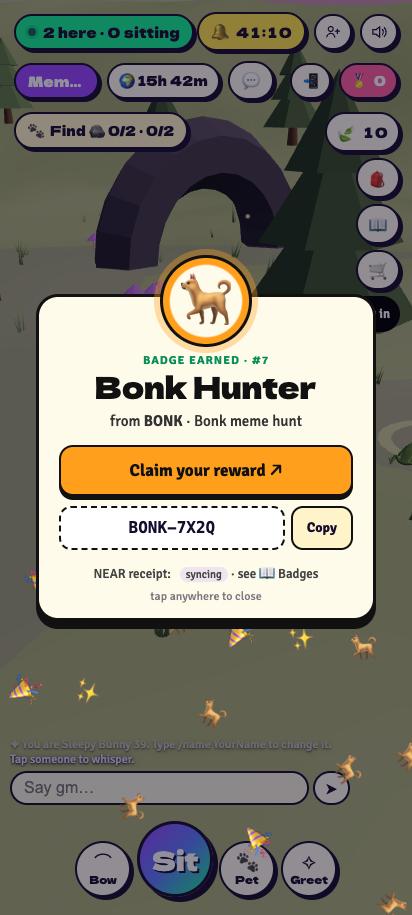 2 here · 0 sitting
41:10
Mem...
15h 42m
0
Find 0/2 · 0/2
10
in
BADGE EARNED · #7
Bonk Hunter
from BONK · Bonk meme hunt
Claim your reward ↗
BONK-7X2Q
Copy
NEAR receipt: syncing · see 📖 Badges
tap anywhere to close
✦ You are Sleepy Bunny 39. Type /name YourName to change it.
Tap someone to whisper.
Say gm...
Sit
Bow
Pet
Greet